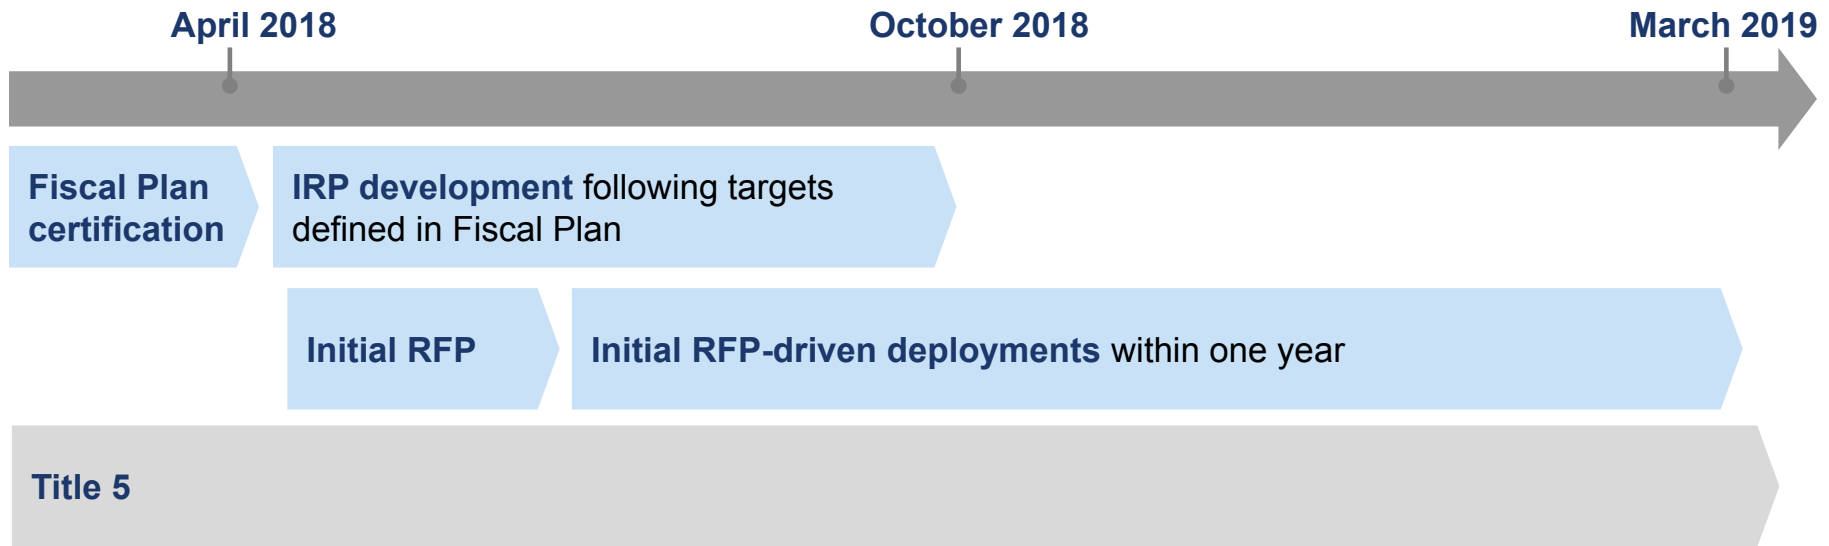 April 2018
October 2018
March 2019
Fiscal Plan
certification
IRP development following targets
defined in Fiscal Plan
Initial RFP
Initial RFP-driven deployments within one year
Title 5